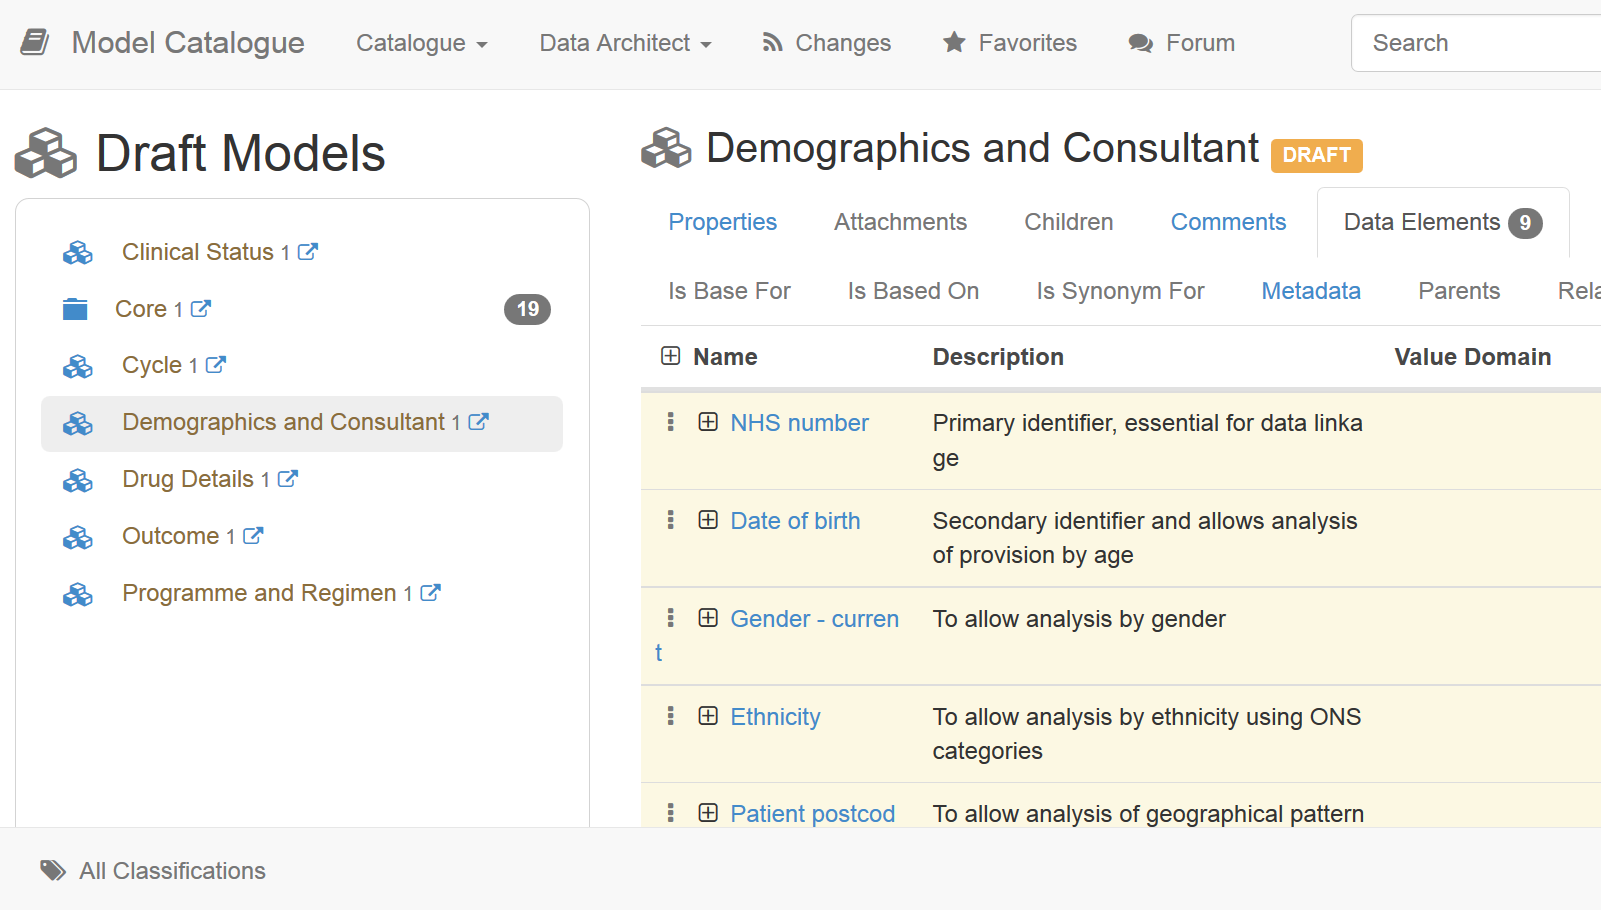 Model Catalogue Catalogue Data Architect Changes Favorites Forum Search
Draft Models
Clinical Status 1
Core 1 19
Cycle 1
Demographics and Consultant 1
Drug Details 1
Outcome 1
Programme and Regimen 1
Demographics and Consultant DRAFT
Properties Attachments Children Comments Data Elements 9
Is Base For Is Based On Is Synonym For Metadata Parents Rela
Name Description Value Domain
NHS number Primary identifier, essential for data linka
ge
Date of birth Secondary identifier and allows analysis
of provision by age
Gender - curren To allow analysis by gender
t
Ethnicity To allow analysis by ethnicity using ONS
categories
Patient postcod To allow analysis of geographical pattern
All Classifications